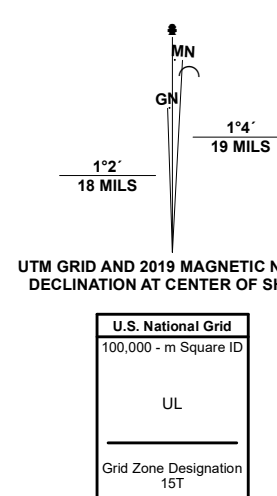 MN
GN
1°4´
19 MILS
1°2´
18 MILS
UTM GRID AND 2019 MAGNETIC N
DECLINATION AT CENTER OF SH
U.S. National Grid
100,000 - m Square ID
UL
Grid Zone Designation
15T